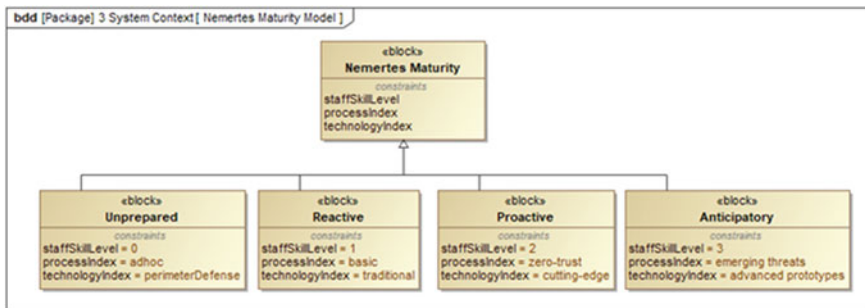 bdd [Package] 3 System Context [ Nemertes Maturity Model ]
«block»
Nemertes Maturity
constraints
staffSkillLevel
processIndex
technologyIndex
«block»
Unprepared
constraints
staffSkillLevel = 0
processIndex = adhoc
technologyIndex = perimeterDefense
«block»
Reactive
constraints
staffSkillLevel = 1
processIndex = basic
technologyIndex = traditional
«block»
Proactive
constraints
staffSkillLevel = 2
processIndex = zero-trust
technologyIndex = cutting-edge
«block»
Anticipatory
constraints
staffSkillLevel = 3
processIndex = emerging threats
technologyIndex = advanced prototypes